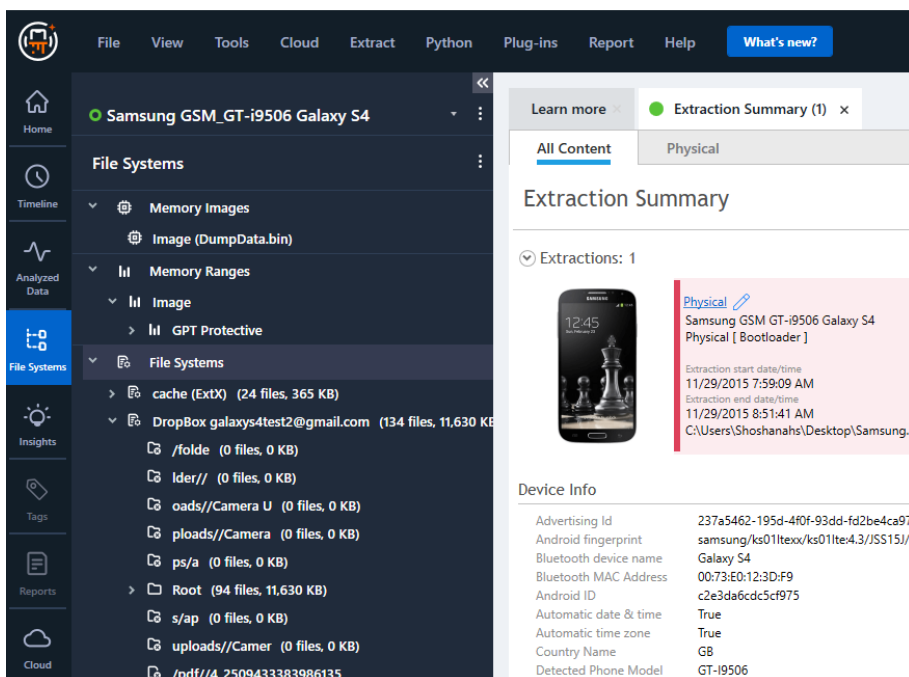 File View Tools Cloud Extract Python Plug-ins Report Help What's new?
Home
Timeline
Analyzed
Data
File Systems
Insights
Tags
Reports
Cloud
Samsung GSM_GT-i9506 Galaxy S4
File Systems
Memory Images
Image (DumpData.bin)
Memory Ranges
Image
GPT Protective
File Systems
cache (ExtX) (24 files, 365 KB)
DropBox galaxys4test2@gmail.com (134 files, 11,630 KE
/folde (0 files, 0 KB)
lder// (0 files, 0 KB)
oads//Camera U (0 files, 0 KB)
ploads//Camera (0 files, 0 KB)
ps/a (0 files, 0 KB)
Root (94 files, 11,630 KB)
s/ap (0 files, 0 KB)
uploads//Camer (0 files, 0 KB)
/pdf//4_2509433383986135
Learn more × Extraction Summary (1) ×
All Content Physical
Extraction Summary
Extractions: 1
SAMSUNG
12:45
Physical
Samsung GSM GT-i9506 Galaxy S4
Physical [ Bootloader ]
Extraction start date/time
11/29/2015 7:59:09 AM
Extraction end date/time
11/29/2015 8:51:41 AM
C:\Users\Shoshanahs\Desktop\Samsung.
Device Info
Advertising Id 237a5462-195d-4f0f-93dd-fd2be4ca97
Android fingerprint samsung/ks01ltexx/ks01lte:4.3/JSS15J/
Bluetooth device name Galaxy S4
Bluetooth MAC Address 00:73:E0:12:3D:F9
Android ID c2e3da6cdc5cf975
Automatic date & time True
Automatic time zone True
Country Name GB
Detected Phone Model GT-I9506